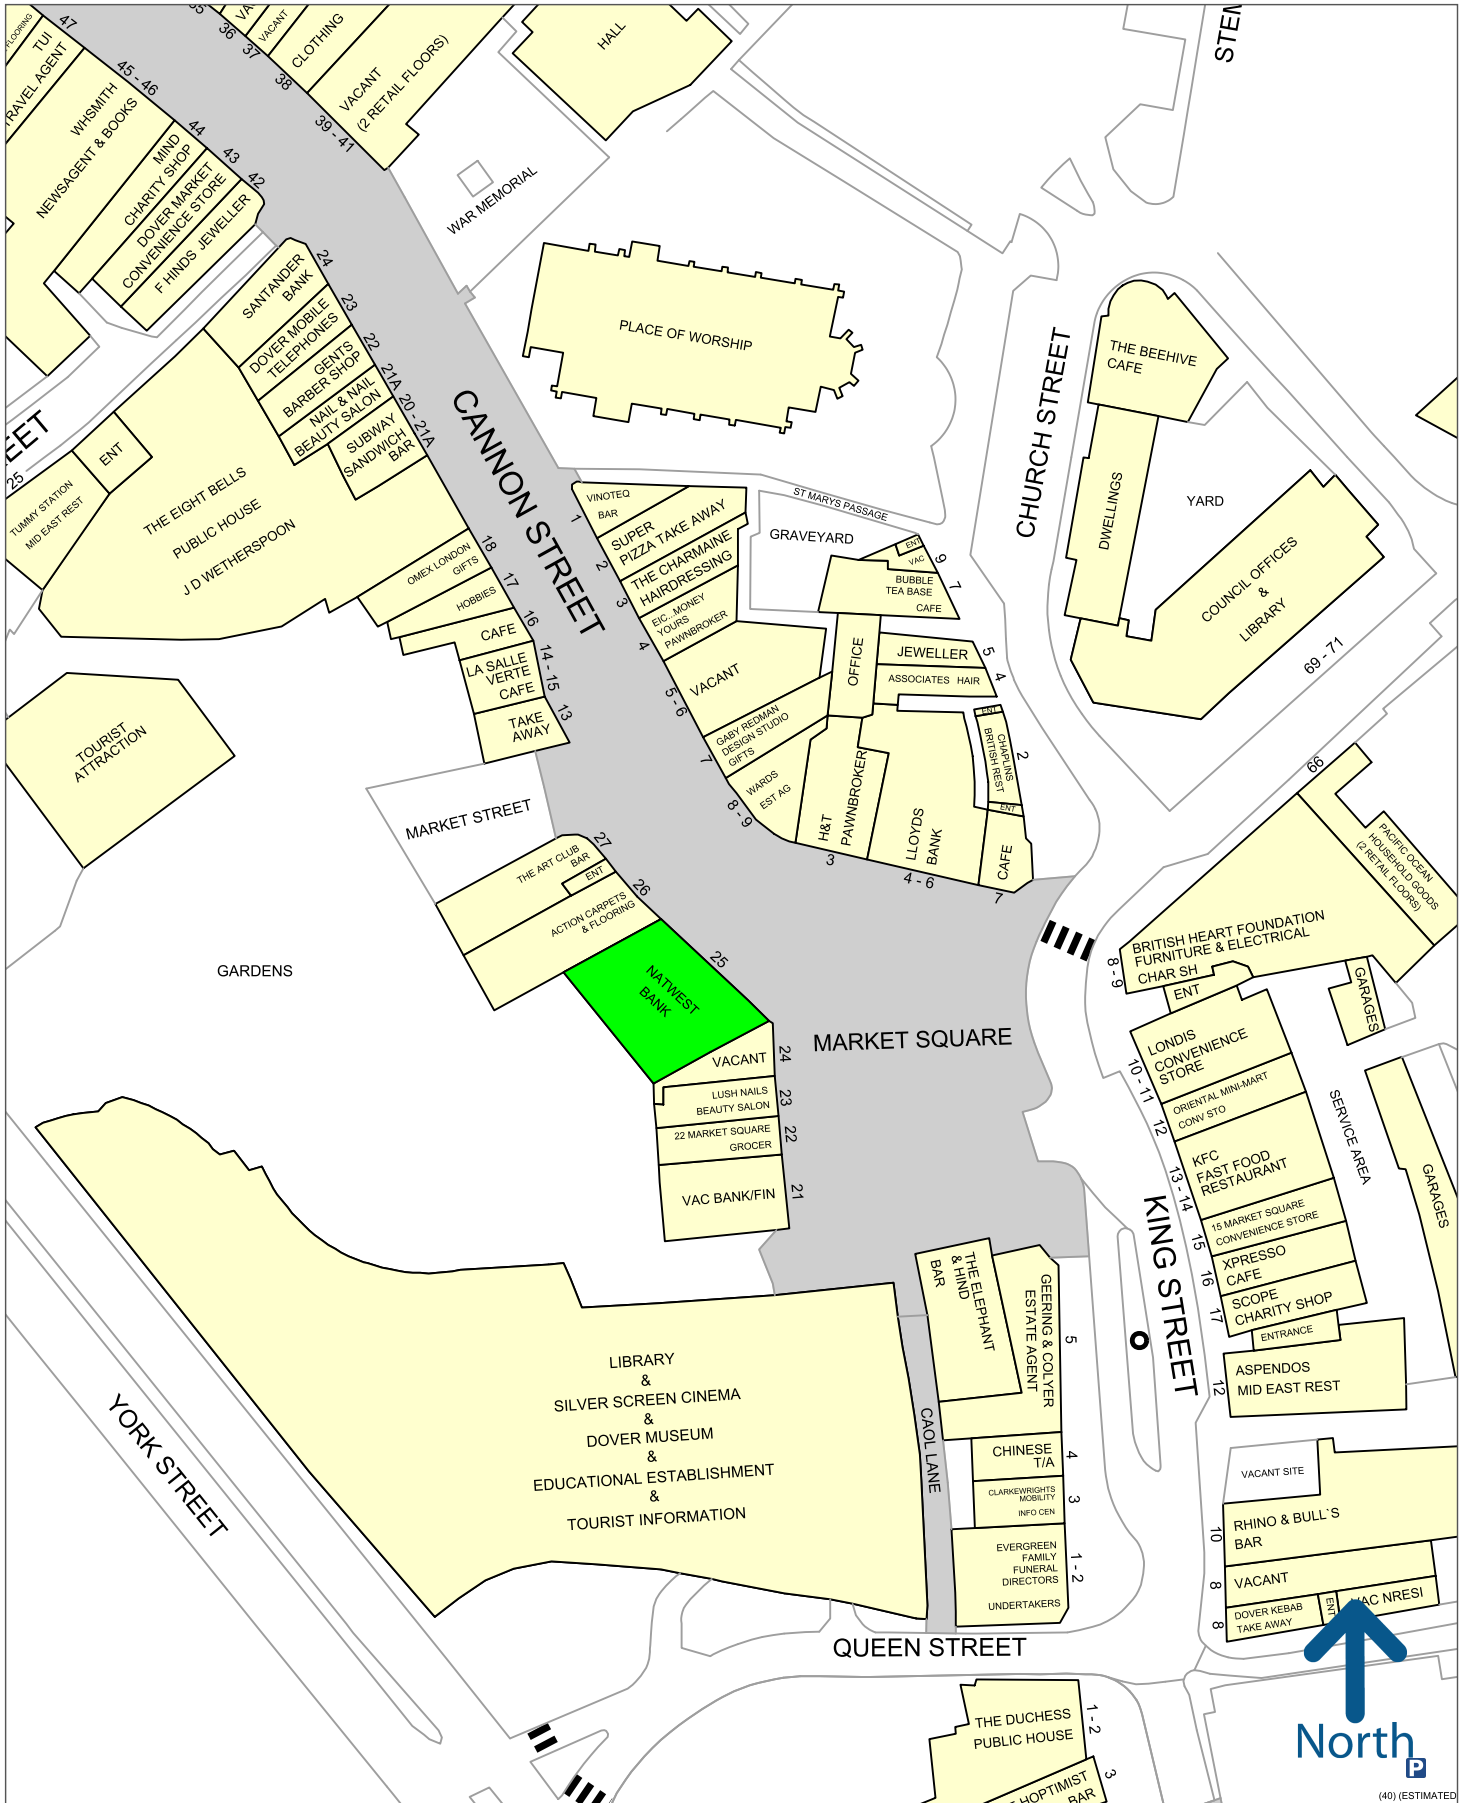 47
FLOORING
TUI
TRAVEL AGENT
45 - 46
WHSMITH
NEWSAGENT & BOOKS
44
MIND
CHARITY SHOP
43
DOVER MARKET
CONVENIENCE STORE
42
F HINDS JEWELLER
35
36
VA
37
VACANT
38
CLOTHING
39 - 41
VACANT
(2 RETAIL FLOORS)
HALL
WAR MEMORIAL
STEM
PLACE OF WORSHIP
CHURCH STREET
THE BEEHIVE
CAFE
DWELLINGS
YARD
COUNCIL OFFICES
&
LIBRARY
69 - 71
24
SANTANDER
BANK
23
DOVER MOBILE
TELEPHONES
22
GENTS
BARBER SHOP
21A
NAIL & NAIL
BEAUTY SALON
20 - 21A
SUBWAY
SANDWICH
BAR
EET
25
ENT
TUMMY STATION
MID EAST REST
THE EIGHT BELLS
PUBLIC HOUSE
J D WETHERSPOON
18
OMEX LONDON
GIFTS
17
HOBBIES
16
CAFE
14 - 15
LA SALLE
VERTE
CAFE
13
TAKE
AWAY
TOURIST
ATTRACTION
CANNON STREET
1
VINOTEQ
BAR
2
SUPER
PIZZA TAKE AWAY
3
THE CHARMAINE
HAIRDRESSING
4
EIC...MONEY
YOURS
PAWNBROKER
5 - 6
VACANT
7
GABY REDMAN
DESIGN STUDIO
GIFTS
8 - 9
WARDS
EST AG
ST MARYS PASSAGE
GRAVEYARD
ENT
VAC
9
7
BUBBLE
TEA BASE
CAFE
OFFICE
JEWELLER
5
ASSOCIATES HAIR
4
ENT
CHAPLINS
BRITISH REST
2
ENT
H&T
PAWNBROKER
3
LLOYDS
BANK
4 - 6
CAFE
7
66
PACIFIC OCEAN
HOUSEHOLD GOODS
(2 RETAIL FLOORS)
BRITISH HEART FOUNDATION
FURNITURE & ELECTRICAL
CHAR SH
8 - 9
ENT
GARAGES
MARKET STREET
27
THE ART CLUB
BAR
ENT
26
ACTION CARPETS
& FLOORING
25
NATWEST
BANK
GARDENS
MARKET SQUARE
24
VACANT
23
LUSH NAILS
BEAUTY SALON
22
22 MARKET SQUARE
GROCER
21
VAC BANK/FIN
LONDIS
CONVENIENCE
STORE
10 - 11
ORIENTAL MINI-MART
CONV STO
12
KFC
FAST FOOD
RESTAURANT
13 - 14
15 MARKET SQUARE
CONVENIENCE STORE
15
XPRESSO
CAFE
16
SCOPE
CHARITY SHOP
17
ENTRANCE
ASPENDOS
MID EAST REST
12
SERVICE AREA
GARAGES
KING STREET
THE ELEPHANT
& HIND
BAR
GEERING & COLYER
ESTATE AGENT
5
CHINESE
T/A
4
CLARKEWRIGHTS
MOBILITY
INFO CEN
3
EVERGREEN
FAMILY
FUNERAL
DIRECTORS
UNDERTAKERS
1 - 2
CAOL LANE
LIBRARY
&
SILVER SCREEN CINEMA
&
DOVER MUSEUM
&
EDUCATIONAL ESTABLISHMENT
&
TOURIST INFORMATION
YORK STREET
VACANT SITE
10
RHINO & BULL`S
BAR
8
VACANT
8
DOVER KEBAB
TAKE AWAY
ENT
VAC NRESI
QUEEN STREET
THE DUCHESS
PUBLIC HOUSE
1 - 2
HOPTIMIST
BAR
3
North
P
(40) (ESTIMATED